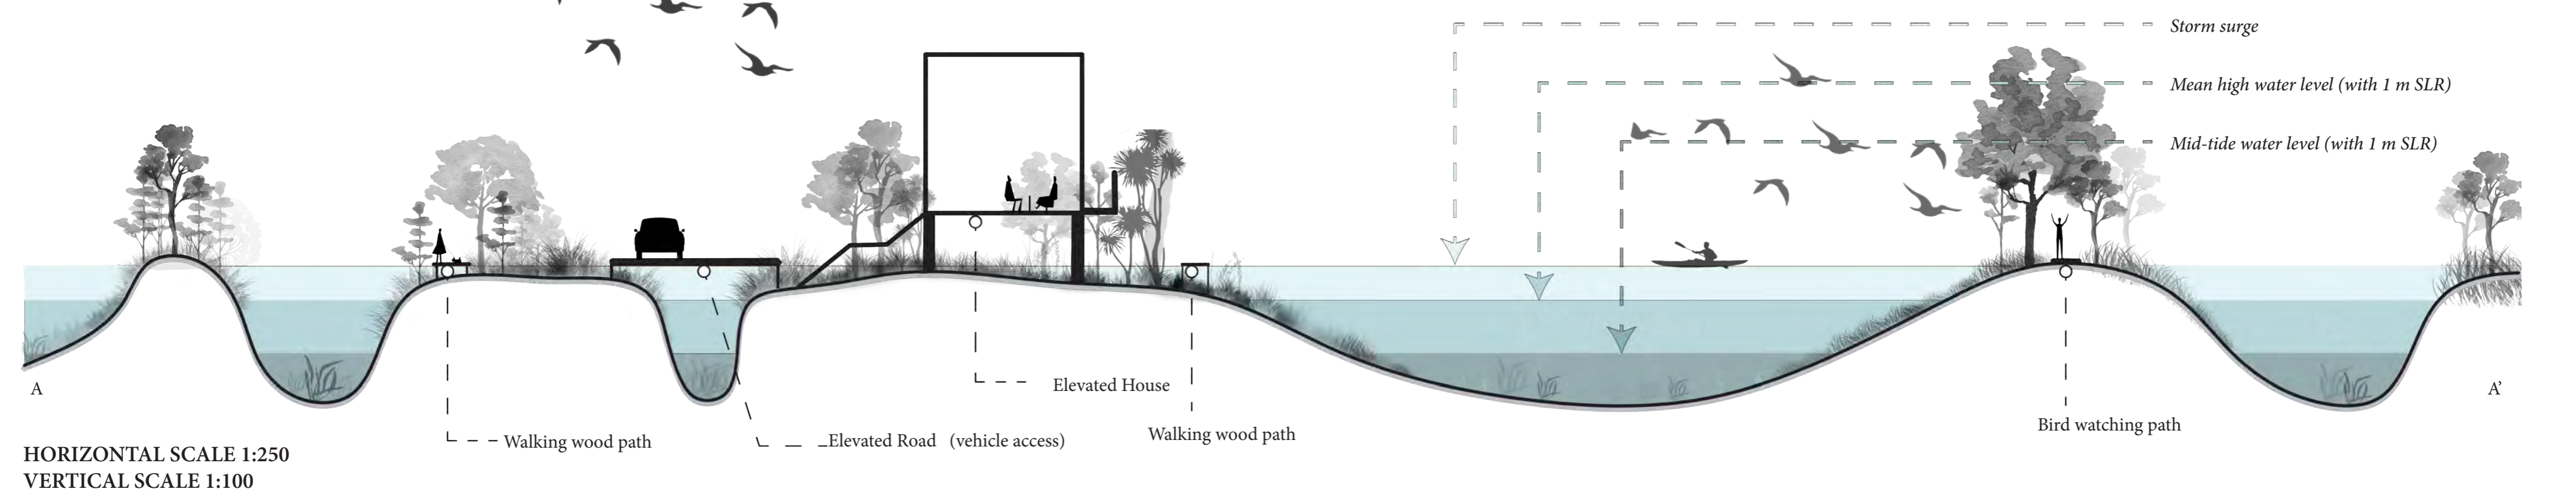 Storm surge
Mean high water level (with 1 m SLR)
Mid-tide water level (with 1 m SLR)
A
A’
Elevated House
Walking wood path
Elevated Road (vehicle access)
Walking wood path
Bird watching path
HORIZONTAL SCALE 1:250
VERTICAL SCALE 1:100